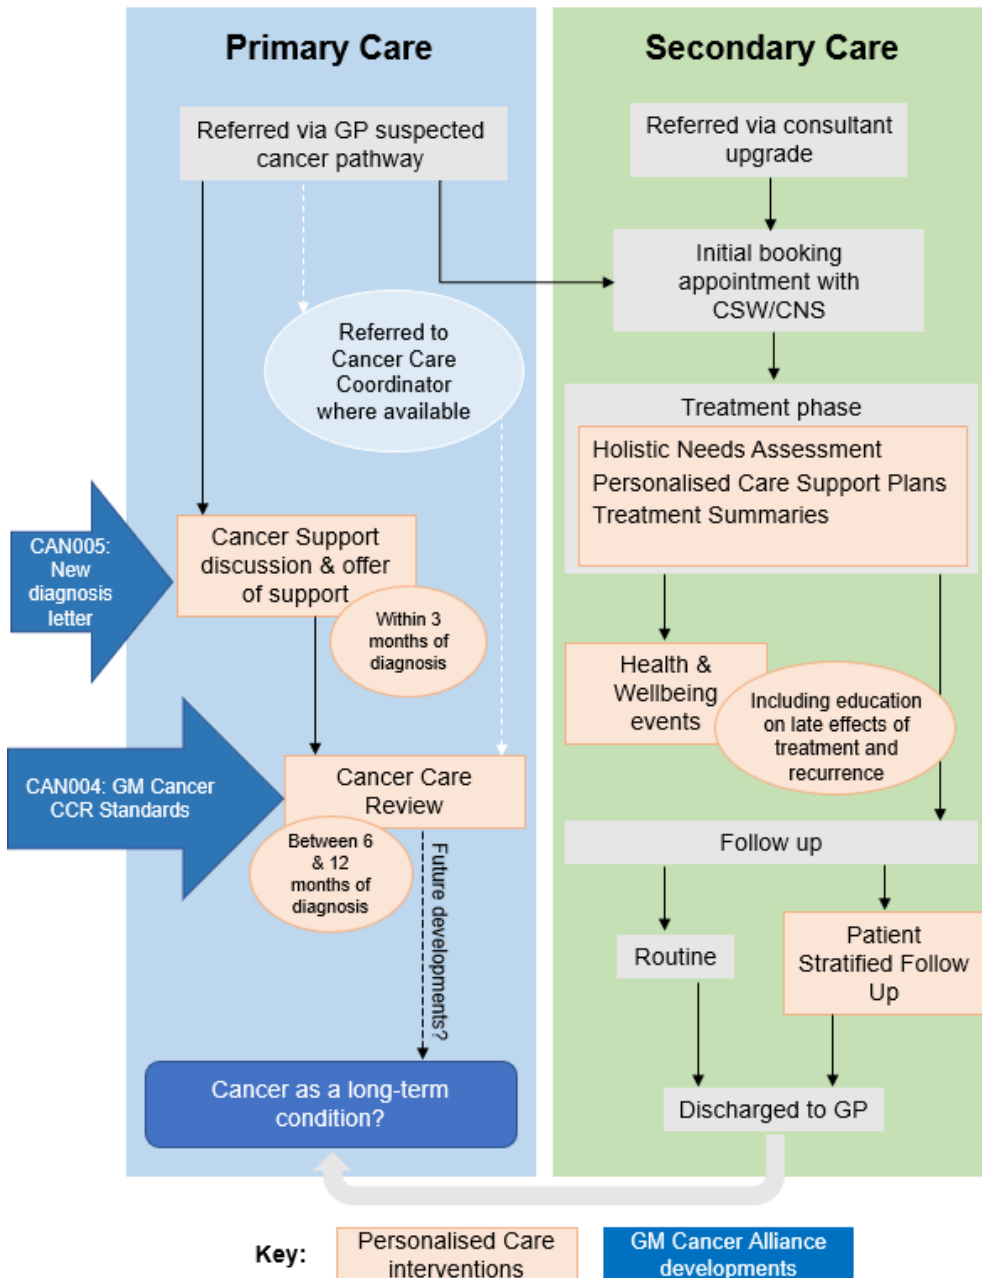 Primary Care
Referred via GP suspected
cancer pathway
Referred to
Cancer Care
Coordinator
where available
CAN005:
New
diagnosis
letter
Cancer Support
discussion & offer
of support
Within 3
months of
diagnosis
CAN004: GM Cancer
CCR Standards
Cancer Care
Review
Between 6
& 12
months of
diagnosis
Future developments?
Cancer as a long-term
condition?
Secondary Care
Referred via consultant
upgrade
Initial booking
appointment with
CSW/CNS
Treatment phase
Holistic Needs Assessment
Personalised Care Support Plans
Treatment Summaries
Health &
Wellbeing
events
Including education
on late effects of
treatment and
recurrence
Follow up
Routine
Patient
Stratified Follow
Up
Discharged to GP
Key:
Personalised Care
interventions
GM Cancer Alliance
developments